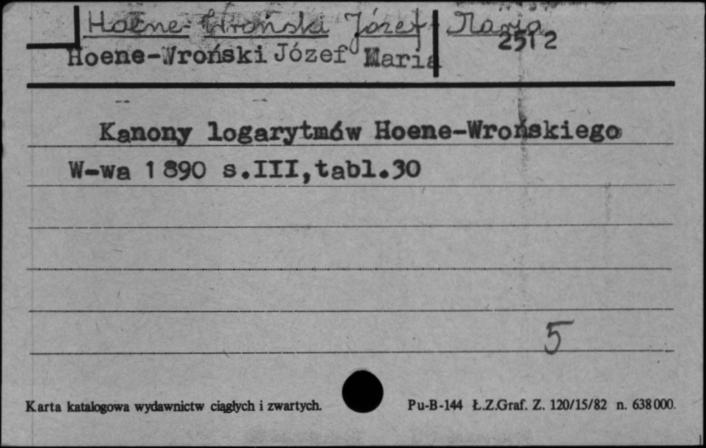 Hoene-Wroński Józef Maria
2512
Hoene-Wroński Józef Maria
Kanony logarytmów Hoene-Wrońskiego
W-wa 1890 s.III,tabl.30
5
Karta katalogowa wydawnictw ciągłych i zwartych. Pu-B-144 Ł.Z.Graf. Z. 120/15/82 n. 638000.